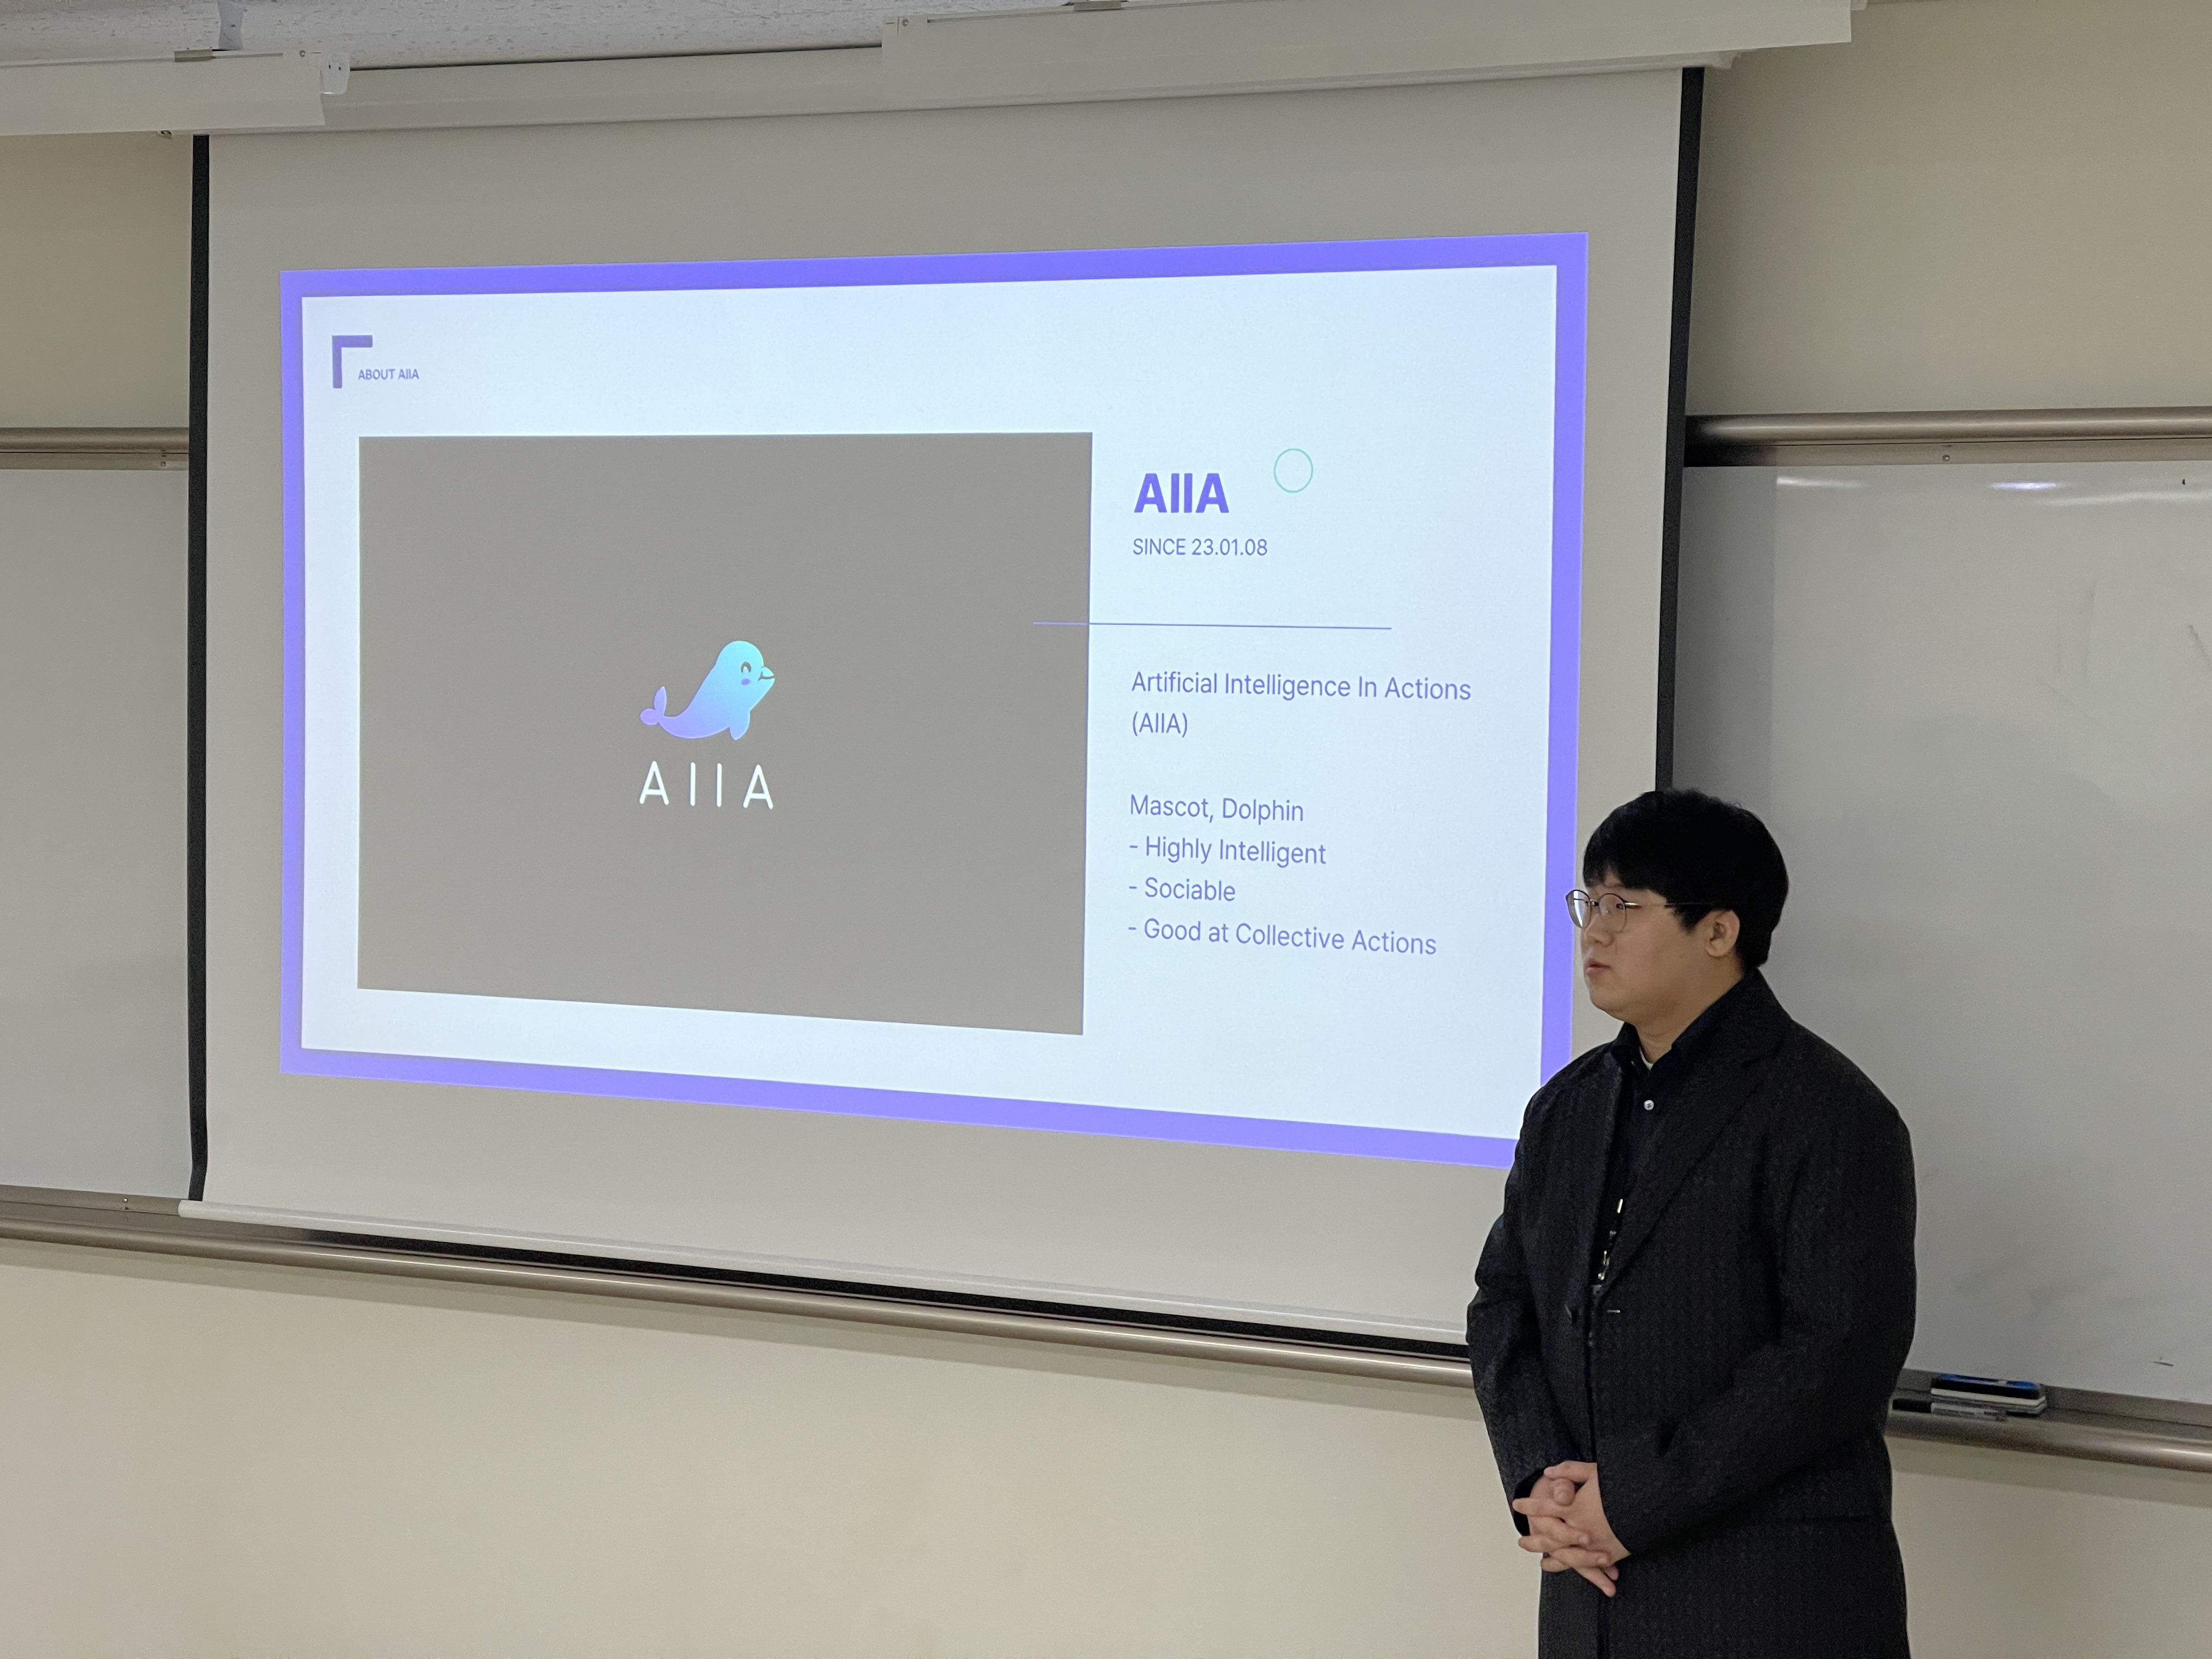 ABOUT AIIA
AIIA
AIIA
SINCE 23.01.08
Artificial Intelligence In Actions
(AIIA)
Mascot, Dolphin
- Highly Intelligent
- Sociable
- Good at Collective Actions